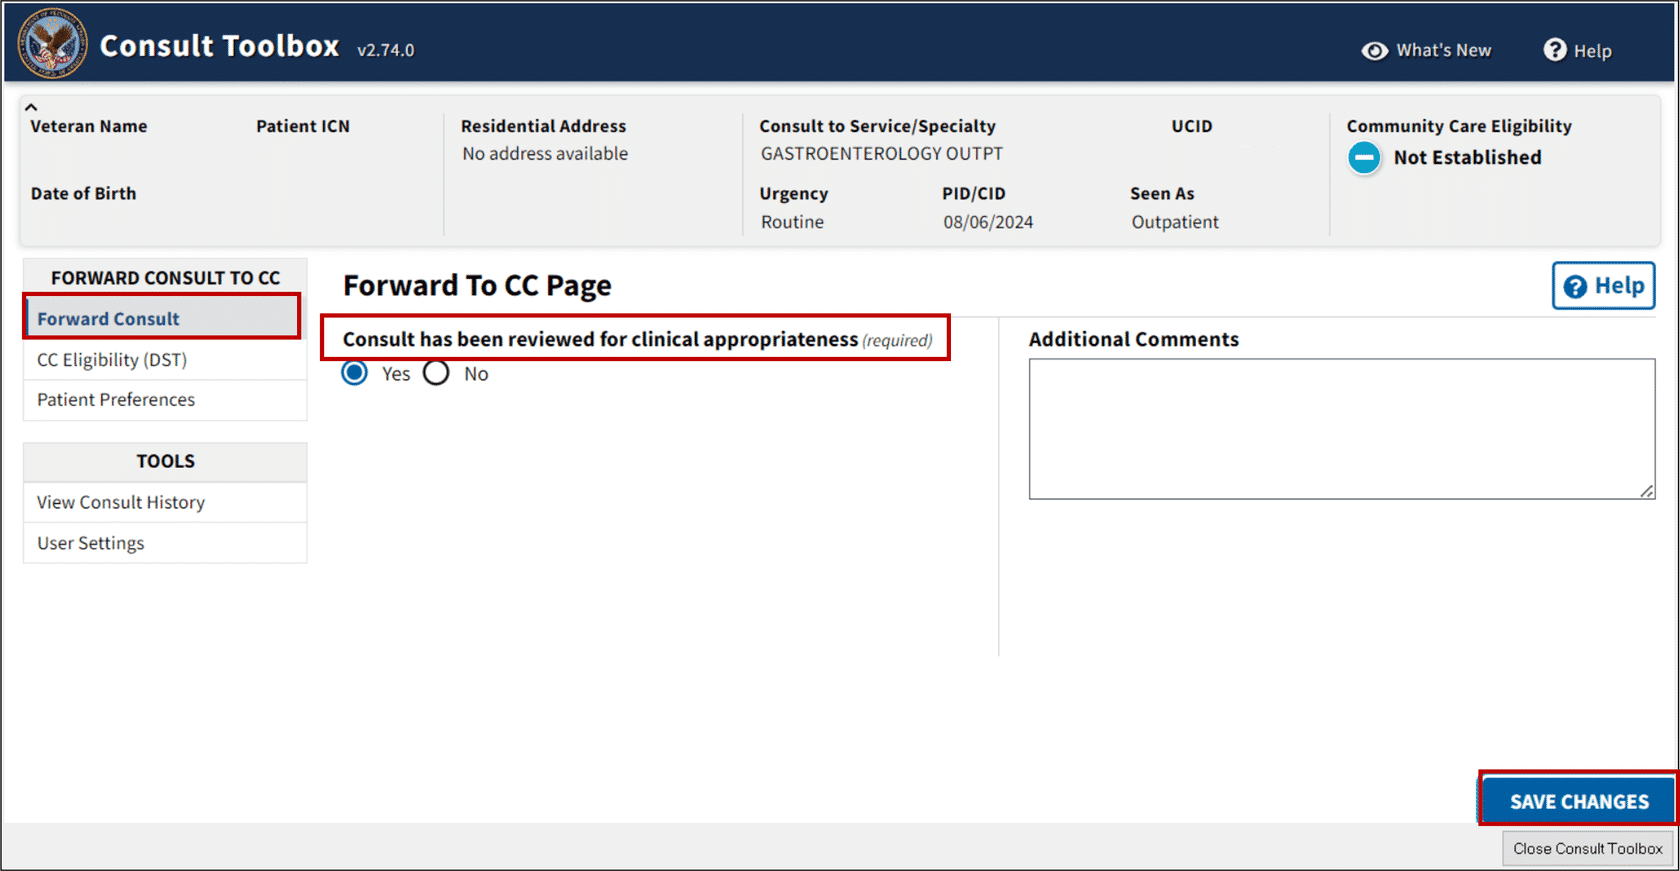 Consult Toolbox v2.74.0
What's New
Help
Veteran Name
Patient ICN
Date of Birth
Residential Address
No address available
Consult to Service/Specialty
GASTROENTEROLOGY OUTPT
UCID
Urgency
Routine
PID/CID
08/06/2024
Seen As
Outpatient
Community Care Eligibility
Not Established
FORWARD CONSULT TO CC
Forward Consult
CC Eligibility (DST)
Patient Preferences
TOOLS
View Consult History
User Settings
Forward To CC Page
Help
Consult has been reviewed for clinical appropriateness (required)
Yes No
Additional Comments
SAVE CHANGES
Close Consult Toolbox